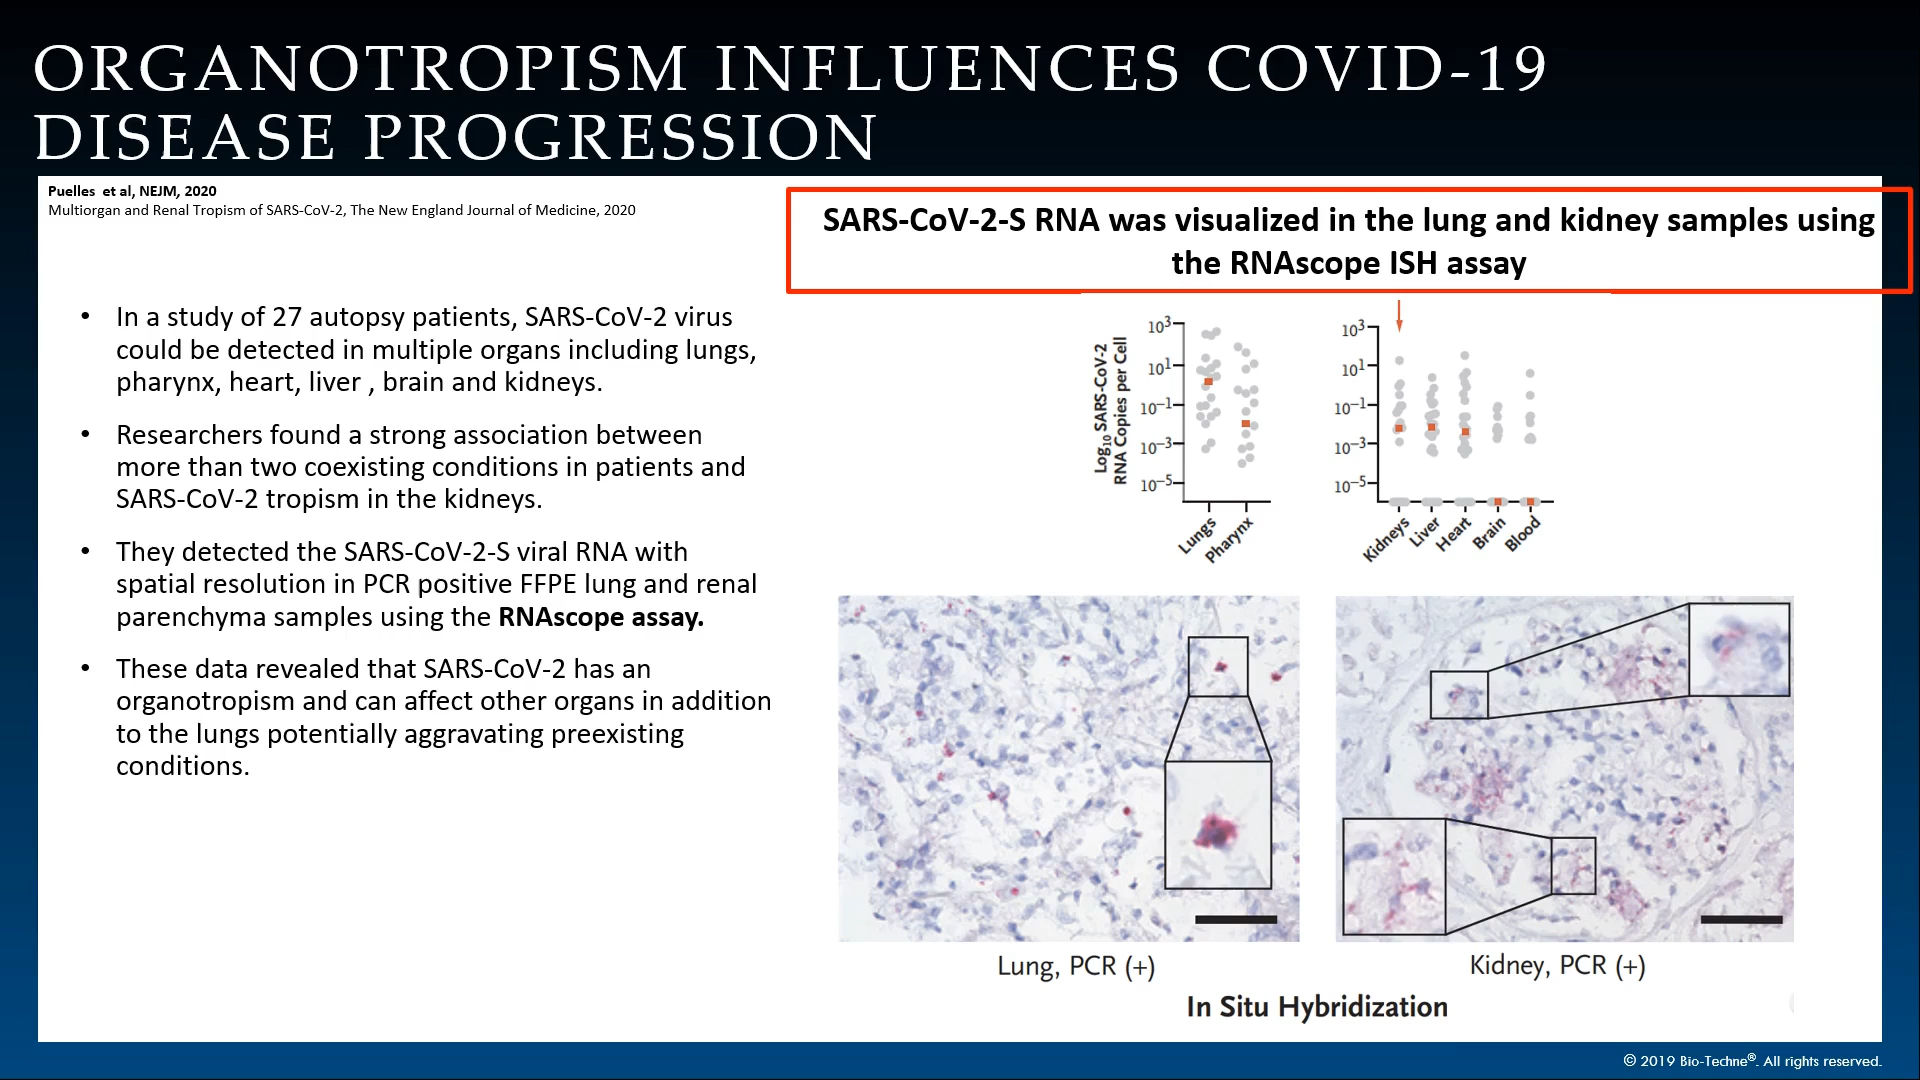 ORGANOTROPISM INFLUENCES COVID-19
DISEASE PROGRESSION
Puelles et al, NEJM, 2020
Multiorgan and Renal Tropism of SARS-CoV-2, The New England Journal of Medicine, 2020
SARS-CoV-2-S RNA was visualized in the lung and kidney samples using
the RNAscope ISH assay
• In a study of 27 autopsy patients, SARS-CoV-2 virus
could be detected in multiple organs including lungs,
pharynx, heart, liver , brain and kidneys.
• Researchers found a strong association between
more than two coexisting conditions in patients and
SARS-CoV-2 tropism in the kidneys.
• They detected the SARS-CoV-2-S viral RNA with
spatial resolution in PCR positive FFPE lung and renal
parenchyma samples using the RNAscope assay.
• These data revealed that SARS-CoV-2 has an
organotropism and can affect other organs in addition
to the lungs potentially aggravating preexisting
conditions.
Log₁₀ SARS-CoV-2
RNA Copies per Cell
10³
10¹
10⁻¹
10⁻³
10⁻⁵
Lungs
Pharynx
10³
10¹
10⁻¹
10⁻³
10⁻⁵
Kidneys
Liver
Heart
Brain
Blood
Lung, PCR (+)
Kidney, PCR (+)
In Situ Hybridization
© 2019 Bio-Techne®. All rights reserved.